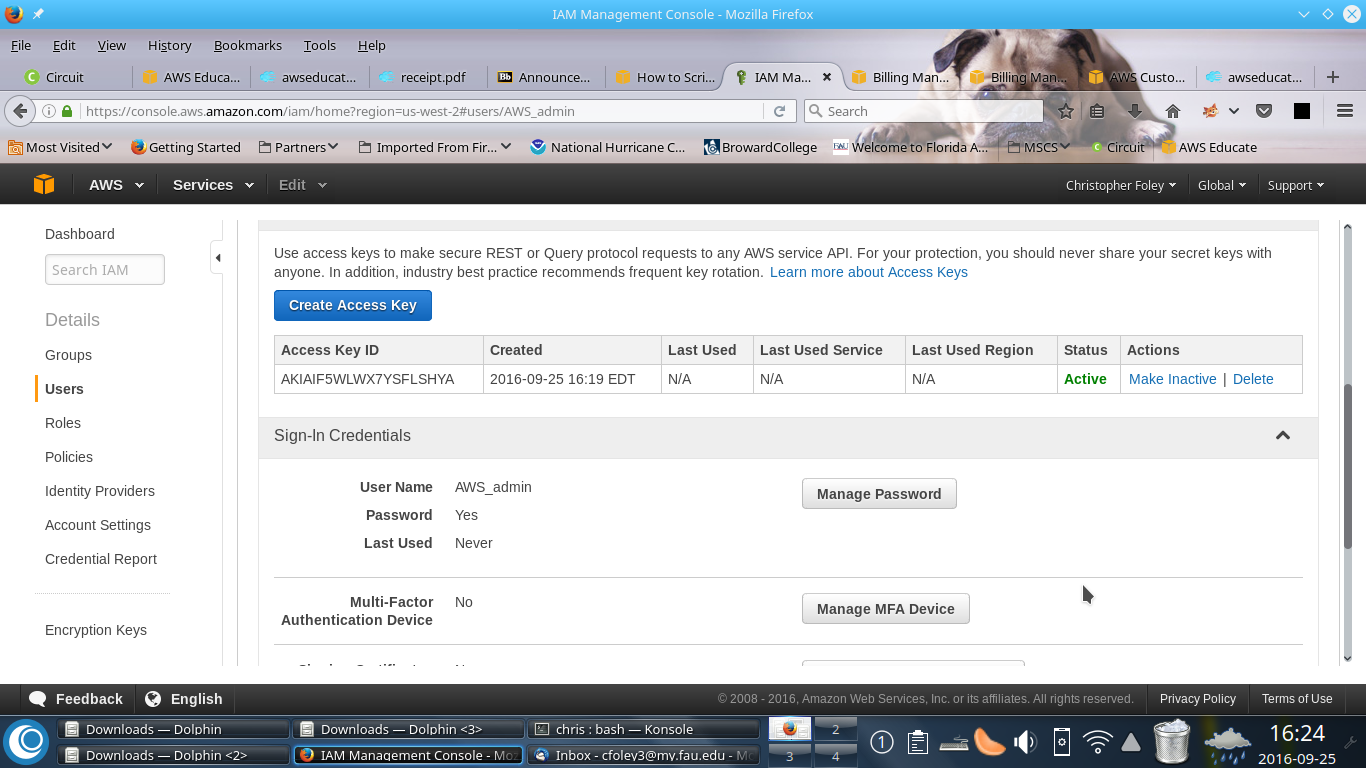 IAM Management Console - Mozilla Firefox
File Edit View History Bookmarks Tools Help
Circuit AWS Educa... awseducat... receipt.pdf Bb Announce... How to Scri... IAM Ma... Billing Man... Billing Man... AWS Custo... awseducat...
https://console.aws.amazon.com/iam/home?region=us-west-2#users/AWS_admin Search
Most Visited Getting Started Partners Imported From Fir... National Hurricane C... BrowardCollege FAU Welcome to Florida A... MSCS Circuit AWS Educate
AWS Services Edit Christopher Foley Global Support
Dashboard
Search IAM
Details
Groups
Users
Roles
Policies
Identity Providers
Account Settings
Credential Report
Encryption Keys
Use access keys to make secure REST or Query protocol requests to any AWS service API. For your protection, you should never share your secret keys with
anyone. In addition, industry best practice recommends frequent key rotation. Learn more about Access Keys
Create Access Key
Access Key ID Created Last Used Last Used Service Last Used Region Status Actions
AKIAIF5WLWX7YSFLSHYA 2016-09-25 16:19 EDT N/A N/A N/A Active Make Inactive | Delete
Sign-In Credentials
User Name AWS_admin Manage Password
Password Yes
Last Used Never
Multi-Factor No Manage MFA Device
Authentication Device
Feedback English © 2008 - 2016, Amazon Web Services, Inc. or its affiliates. All rights reserved. Privacy Policy Terms of Use
Downloads — Dolphin Downloads — Dolphin <3> chris : bash — Konsole 2 1 16:24
Downloads — Dolphin <2> IAM Management Console - Moz Inbox - cfoley3@my.fau.edu - Mo 3 4 2016-09-25